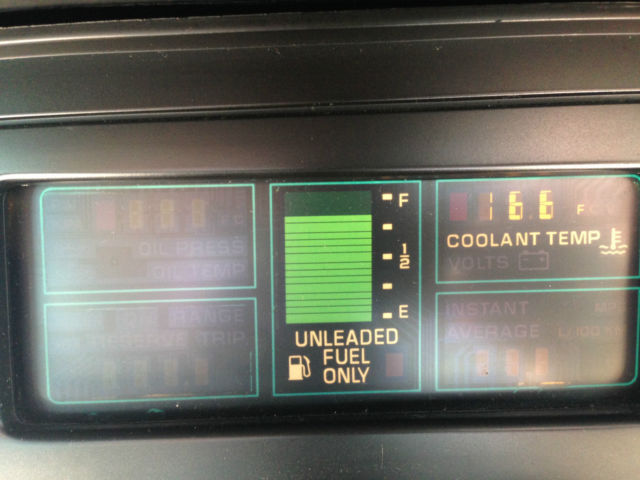 F C
OIL PRESS
OIL TEMP
RANGE
RESERVE TRIP
F
1/2
E
UNLEADED
FUEL
ONLY
166 F
COOLANT TEMP
VOLTS
INSTANT
AVERAGE L/100